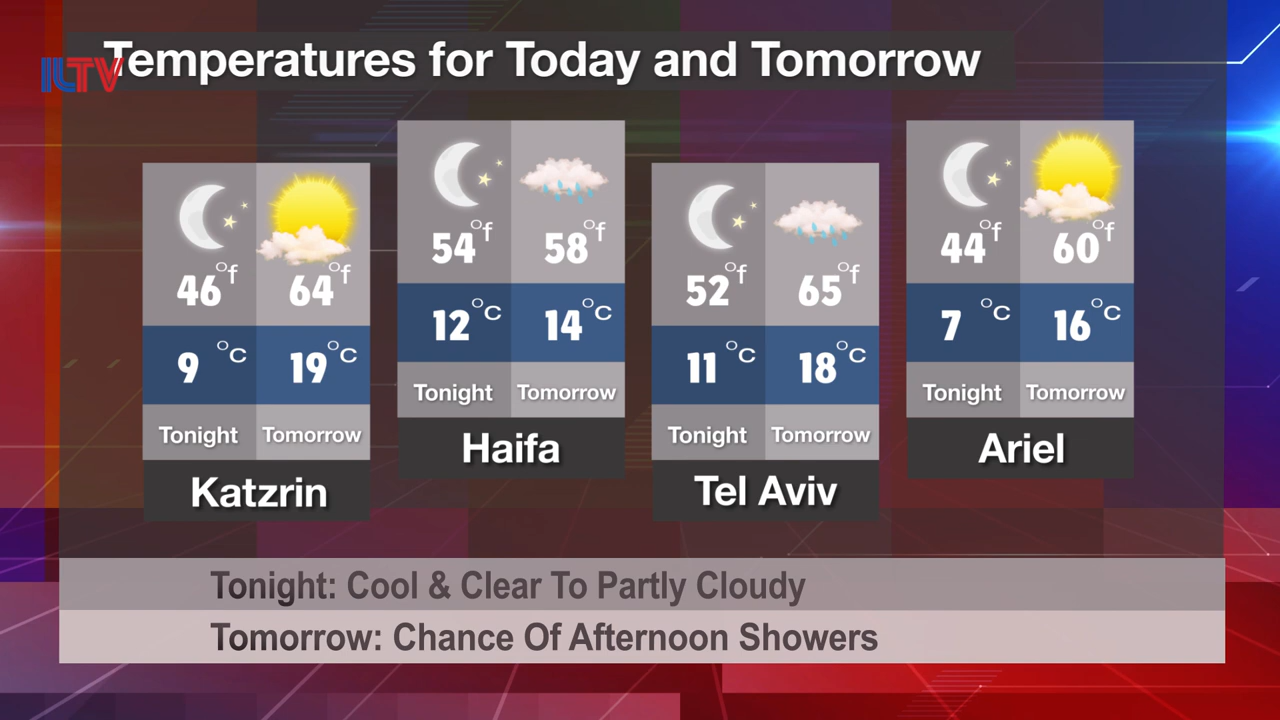 ILTV
Temperatures for Today and Tomorrow
46°f 64°f
9 °C 19°C
Tonight Tomorrow
Katzrin
54°f 58°f
12°C 14°C
Tonight Tomorrow
Haifa
52°f 65°f
11°C 18°C
Tonight Tomorrow
Tel Aviv
44°f 60°f
7 °C 16°C
Tonight Tomorrow
Ariel
Tonight: Cool & Clear To Partly Cloudy
Tomorrow: Chance Of Afternoon Showers